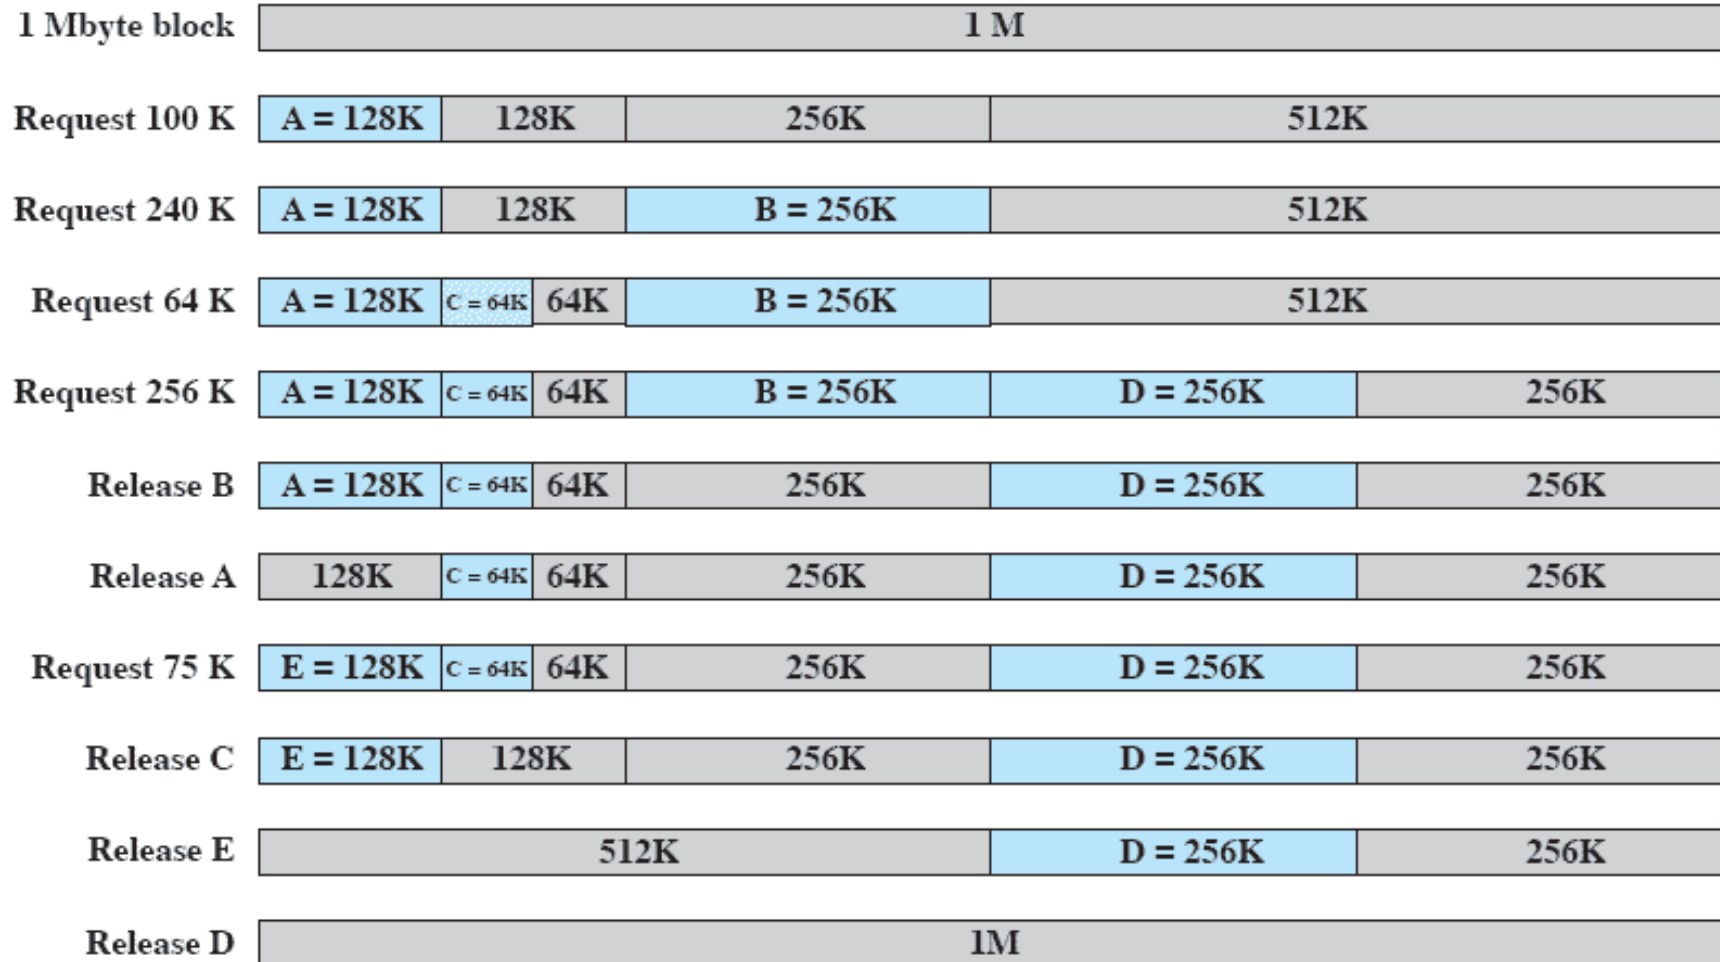 1 Mbyte block 1 M
Request 100 K A = 128K 128K 256K 512K
Request 240 K A = 128K 128K B = 256K 512K
Request 64 K A = 128K C = 64K 64K B = 256K 512K
Request 256 K A = 128K C = 64K 64K B = 256K D = 256K 256K
Release B A = 128K C = 64K 64K 256K D = 256K 256K
Release A 128K C = 64K 64K 256K D = 256K 256K
Request 75 K E = 128K C = 64K 64K 256K D = 256K 256K
Release C E = 128K 128K 256K D = 256K 256K
Release E 512K D = 256K 256K
Release D 1M